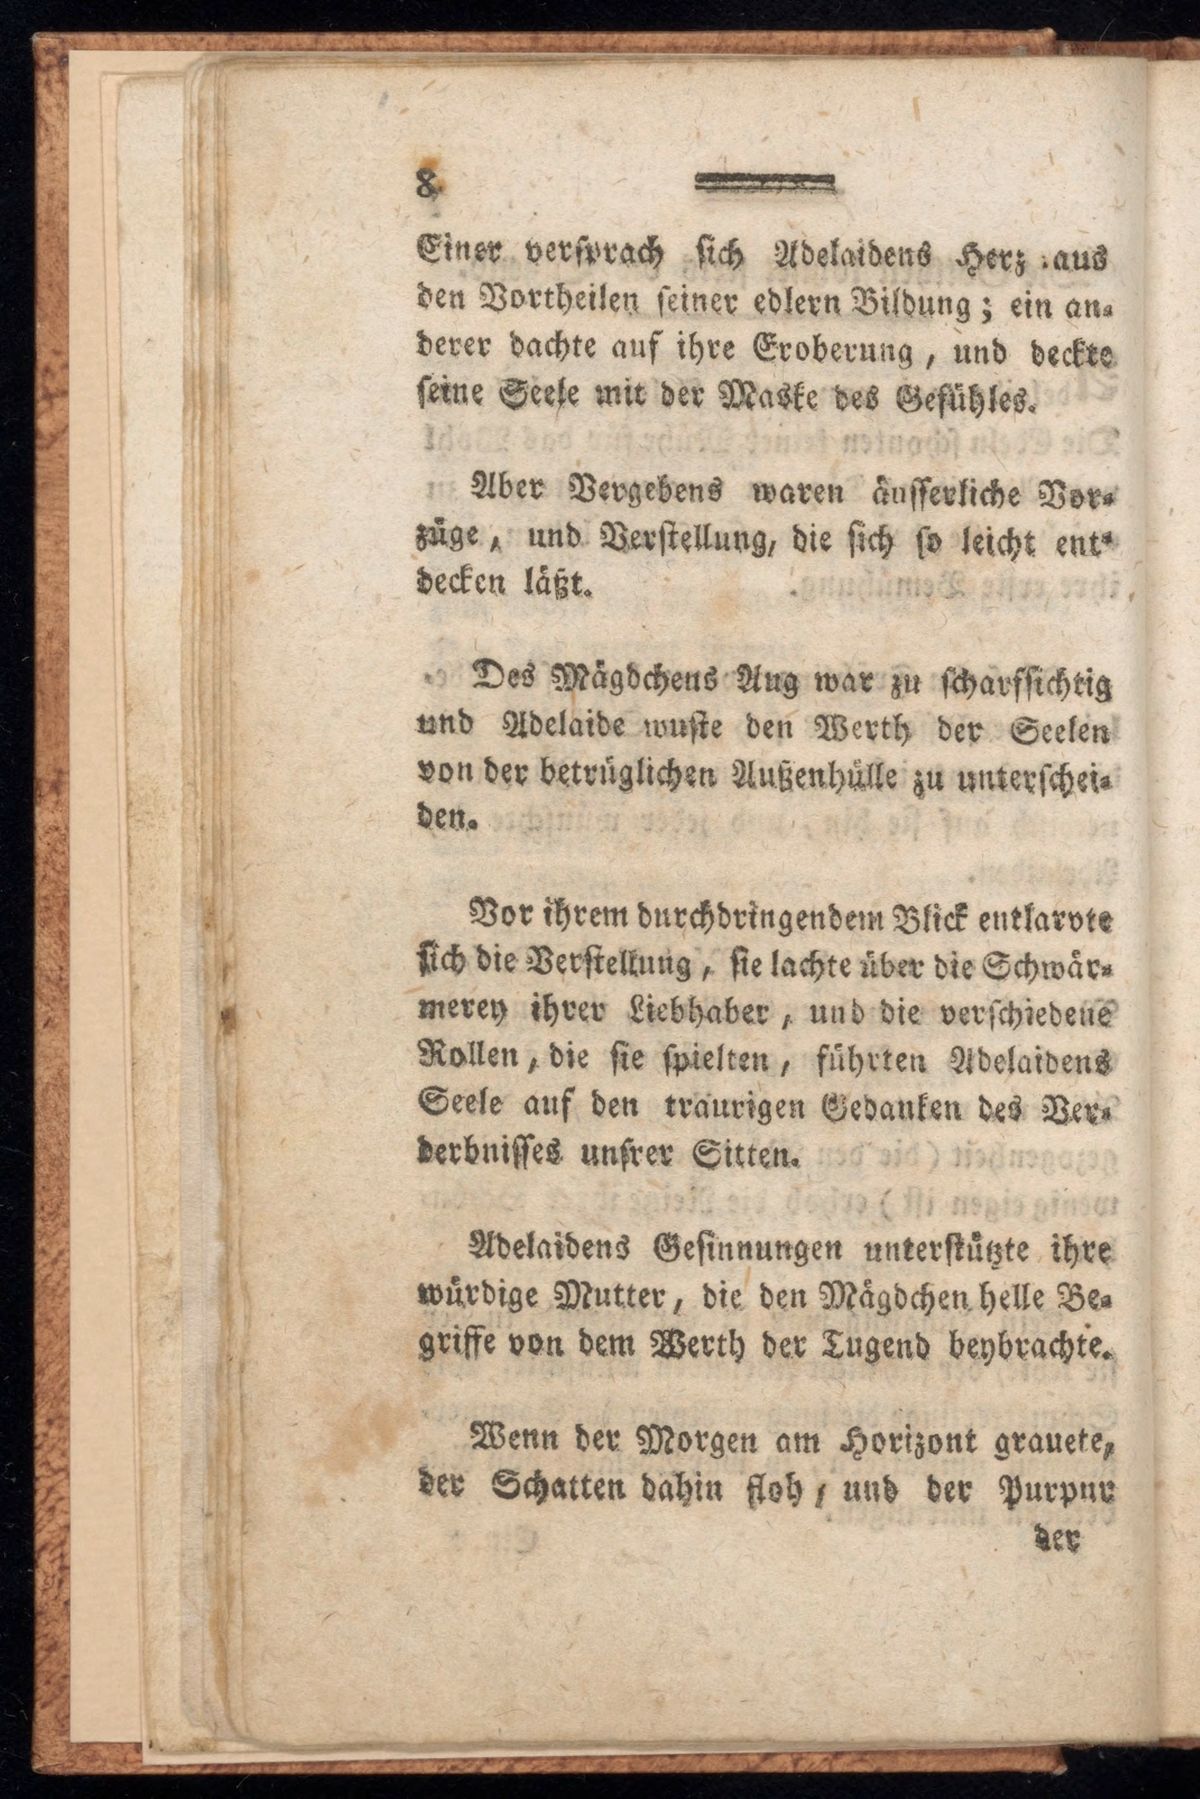 8
Einer versprach sich Adelaidens Herz aus
den Vortheilen seiner edlern Bildung; ein an-
derer dachte auf ihre Eroberung, und deckte
seine Seele mit der Maske des Gefühles.
Aber Vergebens waren äusserliche Vor-
züge, und Verstellung, die sich so leicht ent-
decken läßt.
Des Mägdchens Aug war zu scharfsichtig
und Adelaide wuste den Werth der Seelen
von der betrüglichen Außenhülle zu unterschei-
den.
Vor ihrem durchdringendem Blick entlarvte
sich die Verstellung, sie lachte über die Schwär-
merey ihrer Liebhaber, und die verschiedene
Rollen, die sie spielten, führten Adelaidens
Seele auf den traurigen Gedanken des Ver-
derbnisses unsrer Sitten.
Adelaidens Gesinnungen unterstützte ihre
würdige Mutter, die den Mägdchen helle Be-
griffe von dem Werth der Tugend beybrachte.
Wenn der Morgen am Horizont grauete,
der Schatten dahin floh, und der Purpur
der